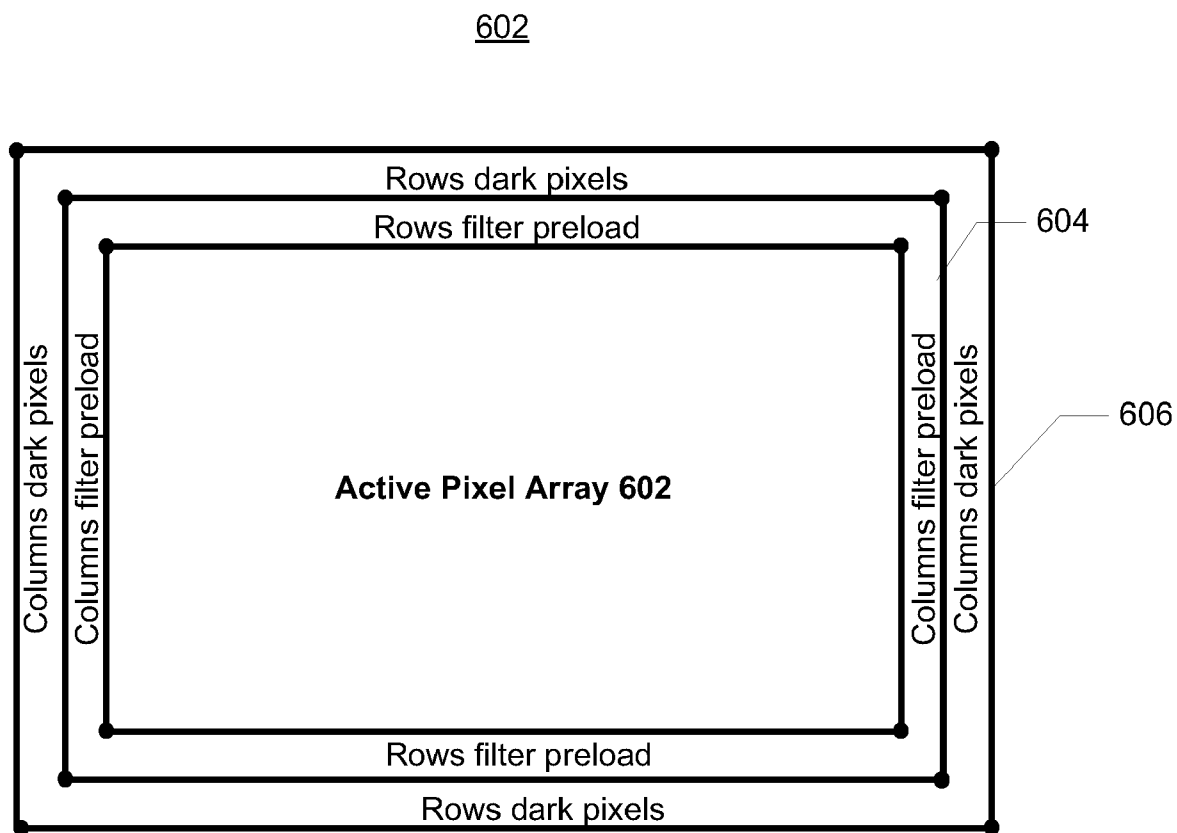 602
Rows dark pixels
Rows filter preload
604
Columns dark pixels
Columns filter preload
Active Pixel Array 602
Columns filter preload
Columns dark pixels
606
Rows filter preload
Rows dark pixels